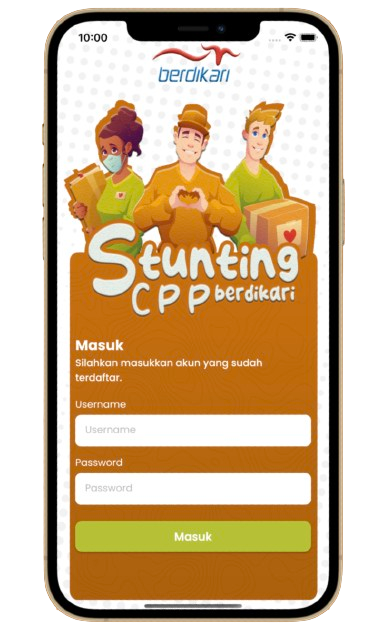 10:00
berdikari
Stunting
CPP berdikari
Masuk
Silahkan masukkan akun yang sudah
terdaftar.
Username
Username
Password
Password
Masuk